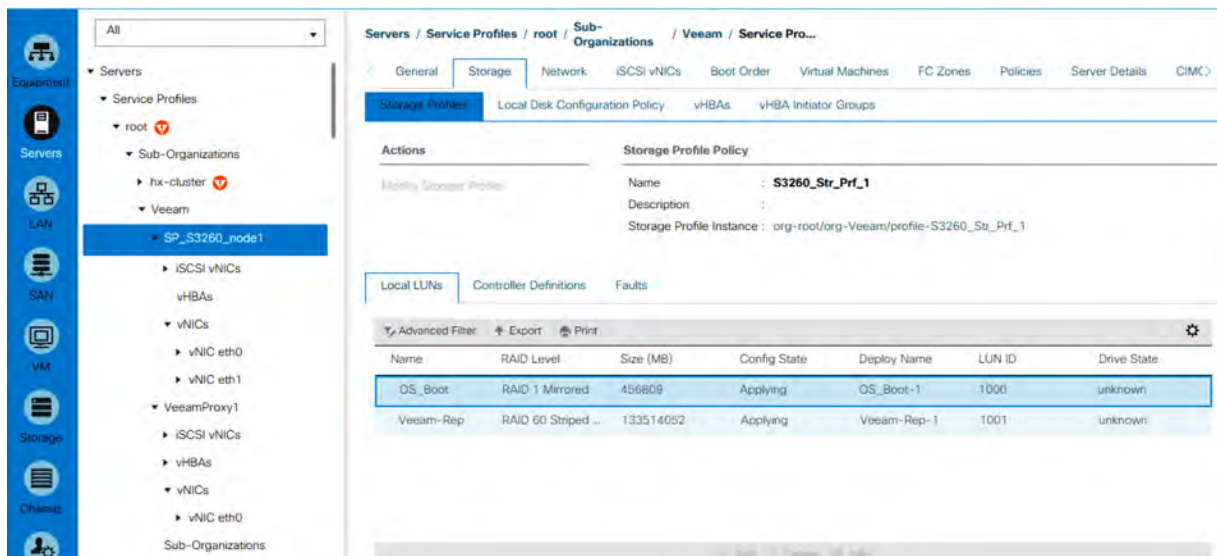 All
Servers / Service Profiles / root / Sub-Organizations / Veeam / Service Pro...
Equipment
Servers
LAN
SAN
VM
Storage
Chassis
Servers
Service Profiles
root
Sub-Organizations
hx-cluster
Veeam
SP_S3260_node1
iSCSI vNICs
vHBAs
vNICs
vNIC eth0
vNIC eth1
VeeamProxy1
iSCSI vNICs
vHBAs
vNICs
vNIC eth0
Sub-Organizations
General Storage Network iSCSI vNICs Boot Order Virtual Machines FC Zones Policies Server Details CIMC
Storage Profiles Local Disk Configuration Policy vHBAs vHBA Initiator Groups
Actions
Modify Storage Profile
Storage Profile Policy
Name : S3260_Str_Prf_1
Description :
Storage Profile Instance : org-root/org-Veeam/profile-S3260_Str_Prf_1
Local LUNs Controller Definitions Faults
Advanced Filter Export Print
Name RAID Level Size (MB) Config State Deploy Name LUN ID Drive State
OS_Boot RAID 1 Mirrored 456809 Applying OS_Boot-1 1000 unknown
Veeam-Rep RAID 60 Striped ... 133514052 Applying Veeam-Rep-1 1001 unknown